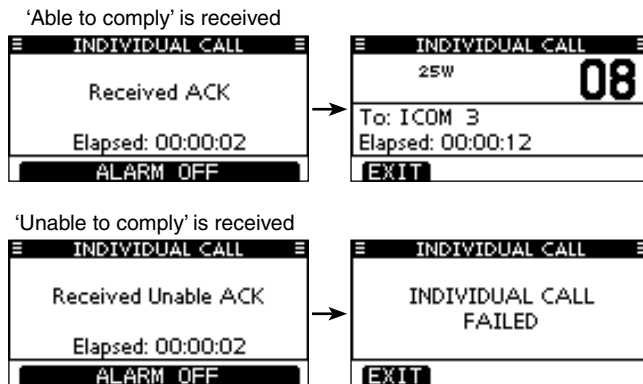 ‘Able to comply’ is received
INDIVIDUAL CALL
Received ACK
Elapsed: 00:00:02
ALARM OFF
INDIVIDUAL CALL
25W
08
To: ICOM 3
Elapsed: 00:00:12
EXIT
‘Unable to comply’ is received
INDIVIDUAL CALL
Received Unable ACK
Elapsed: 00:00:02
ALARM OFF
INDIVIDUAL CALL
INDIVIDUAL CALL
FAILED
EXIT